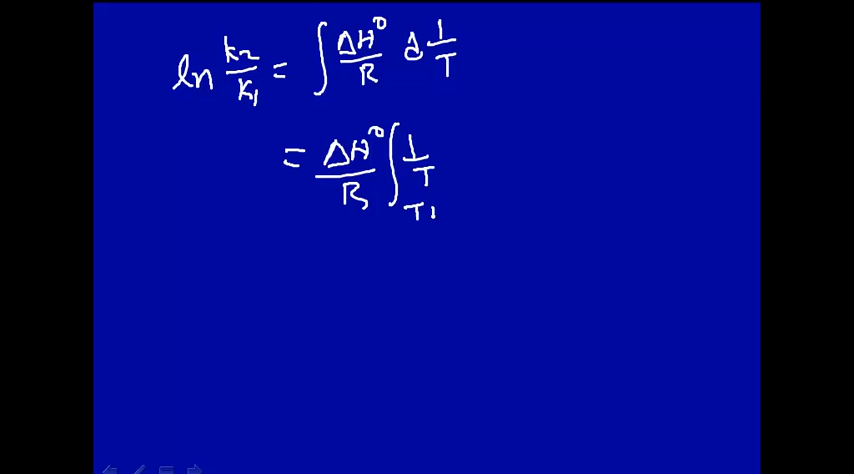 ln K2/K1 = ∫ ΔH°/R d 1/T
= ΔH°/R ∫ 1/T
T1